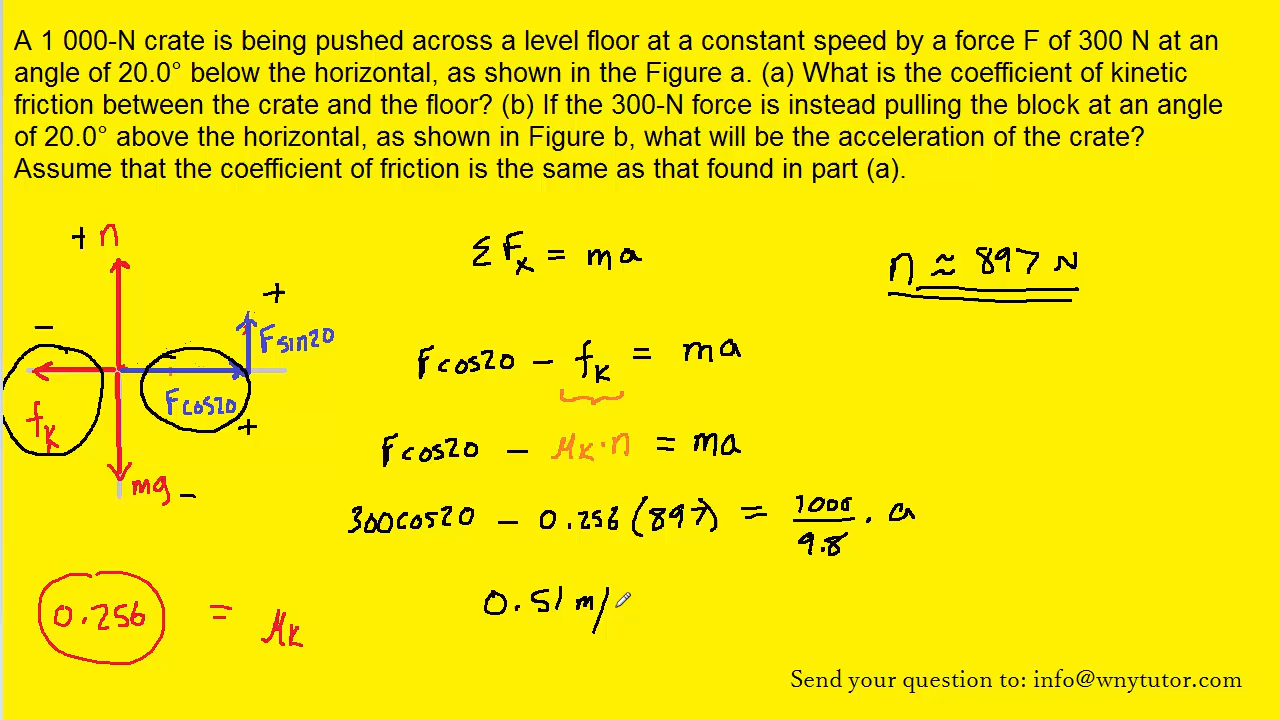 A 1 000-N crate is being pushed across a level floor at a constant speed by a force F of 300 N at an
angle of 20.0° below the horizontal, as shown in the Figure a. (a) What is the coefficient of kinetic
friction between the crate and the floor? (b) If the 300-N force is instead pulling the block at an angle
of 20.0° above the horizontal, as shown in Figure b, what will be the acceleration of the crate?
Assume that the coefficient of friction is the same as that found in part (a).
+ n
ΣFx = ma
n ≈ 897 N
+
−
Fsin20
Fcos20 − fk = ma
Fcos20
fk
+
Fcos20 − μk·n = ma
mg −
300cos20 − 0.256(897) = 1000/9.8 · a
0.51 m/
0.256 = μk
Send your question to: info@wnytutor.com